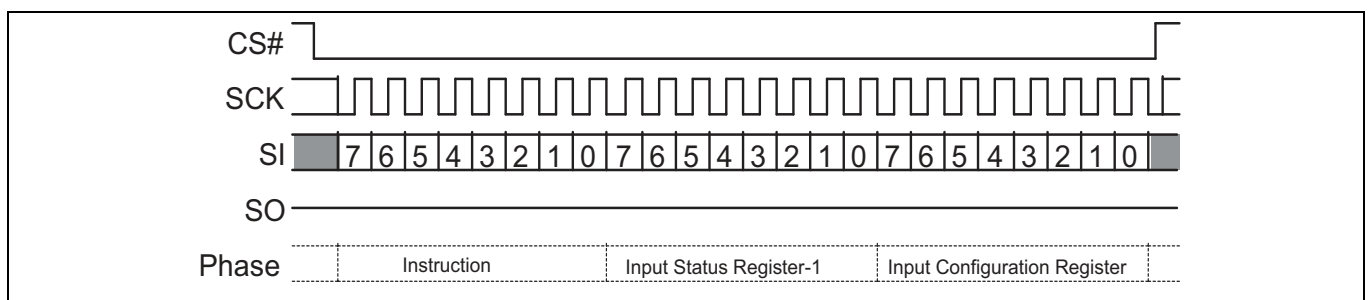 CS#
SCK
SI 7 6 5 4 3 2 1 0 7 6 5 4 3 2 1 0 7 6 5 4 3 2 1 0
SO
Phase Instruction Input Status Register-1 Input Configuration Register